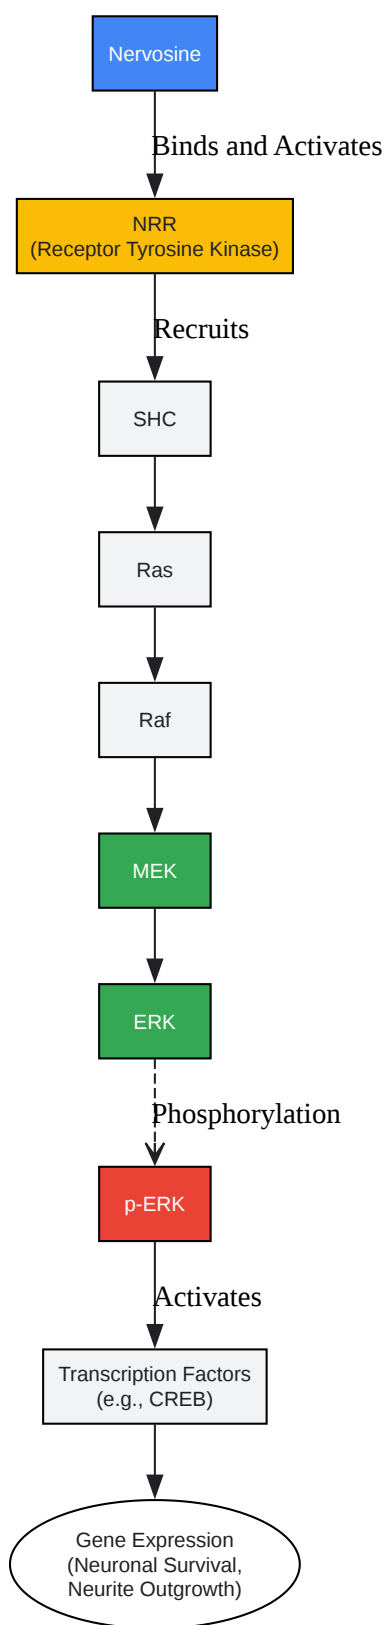 Nervosine
Binds and Activates
NRR
(Receptor Tyrosine Kinase)
Recruits
SHC
Ras
Raf
MEK
ERK
Phosphorylation
p-ERK
Activates
Transcription Factors
(e.g., CREB)
Gene Expression
(Neuronal Survival,
Neurite Outgrowth)